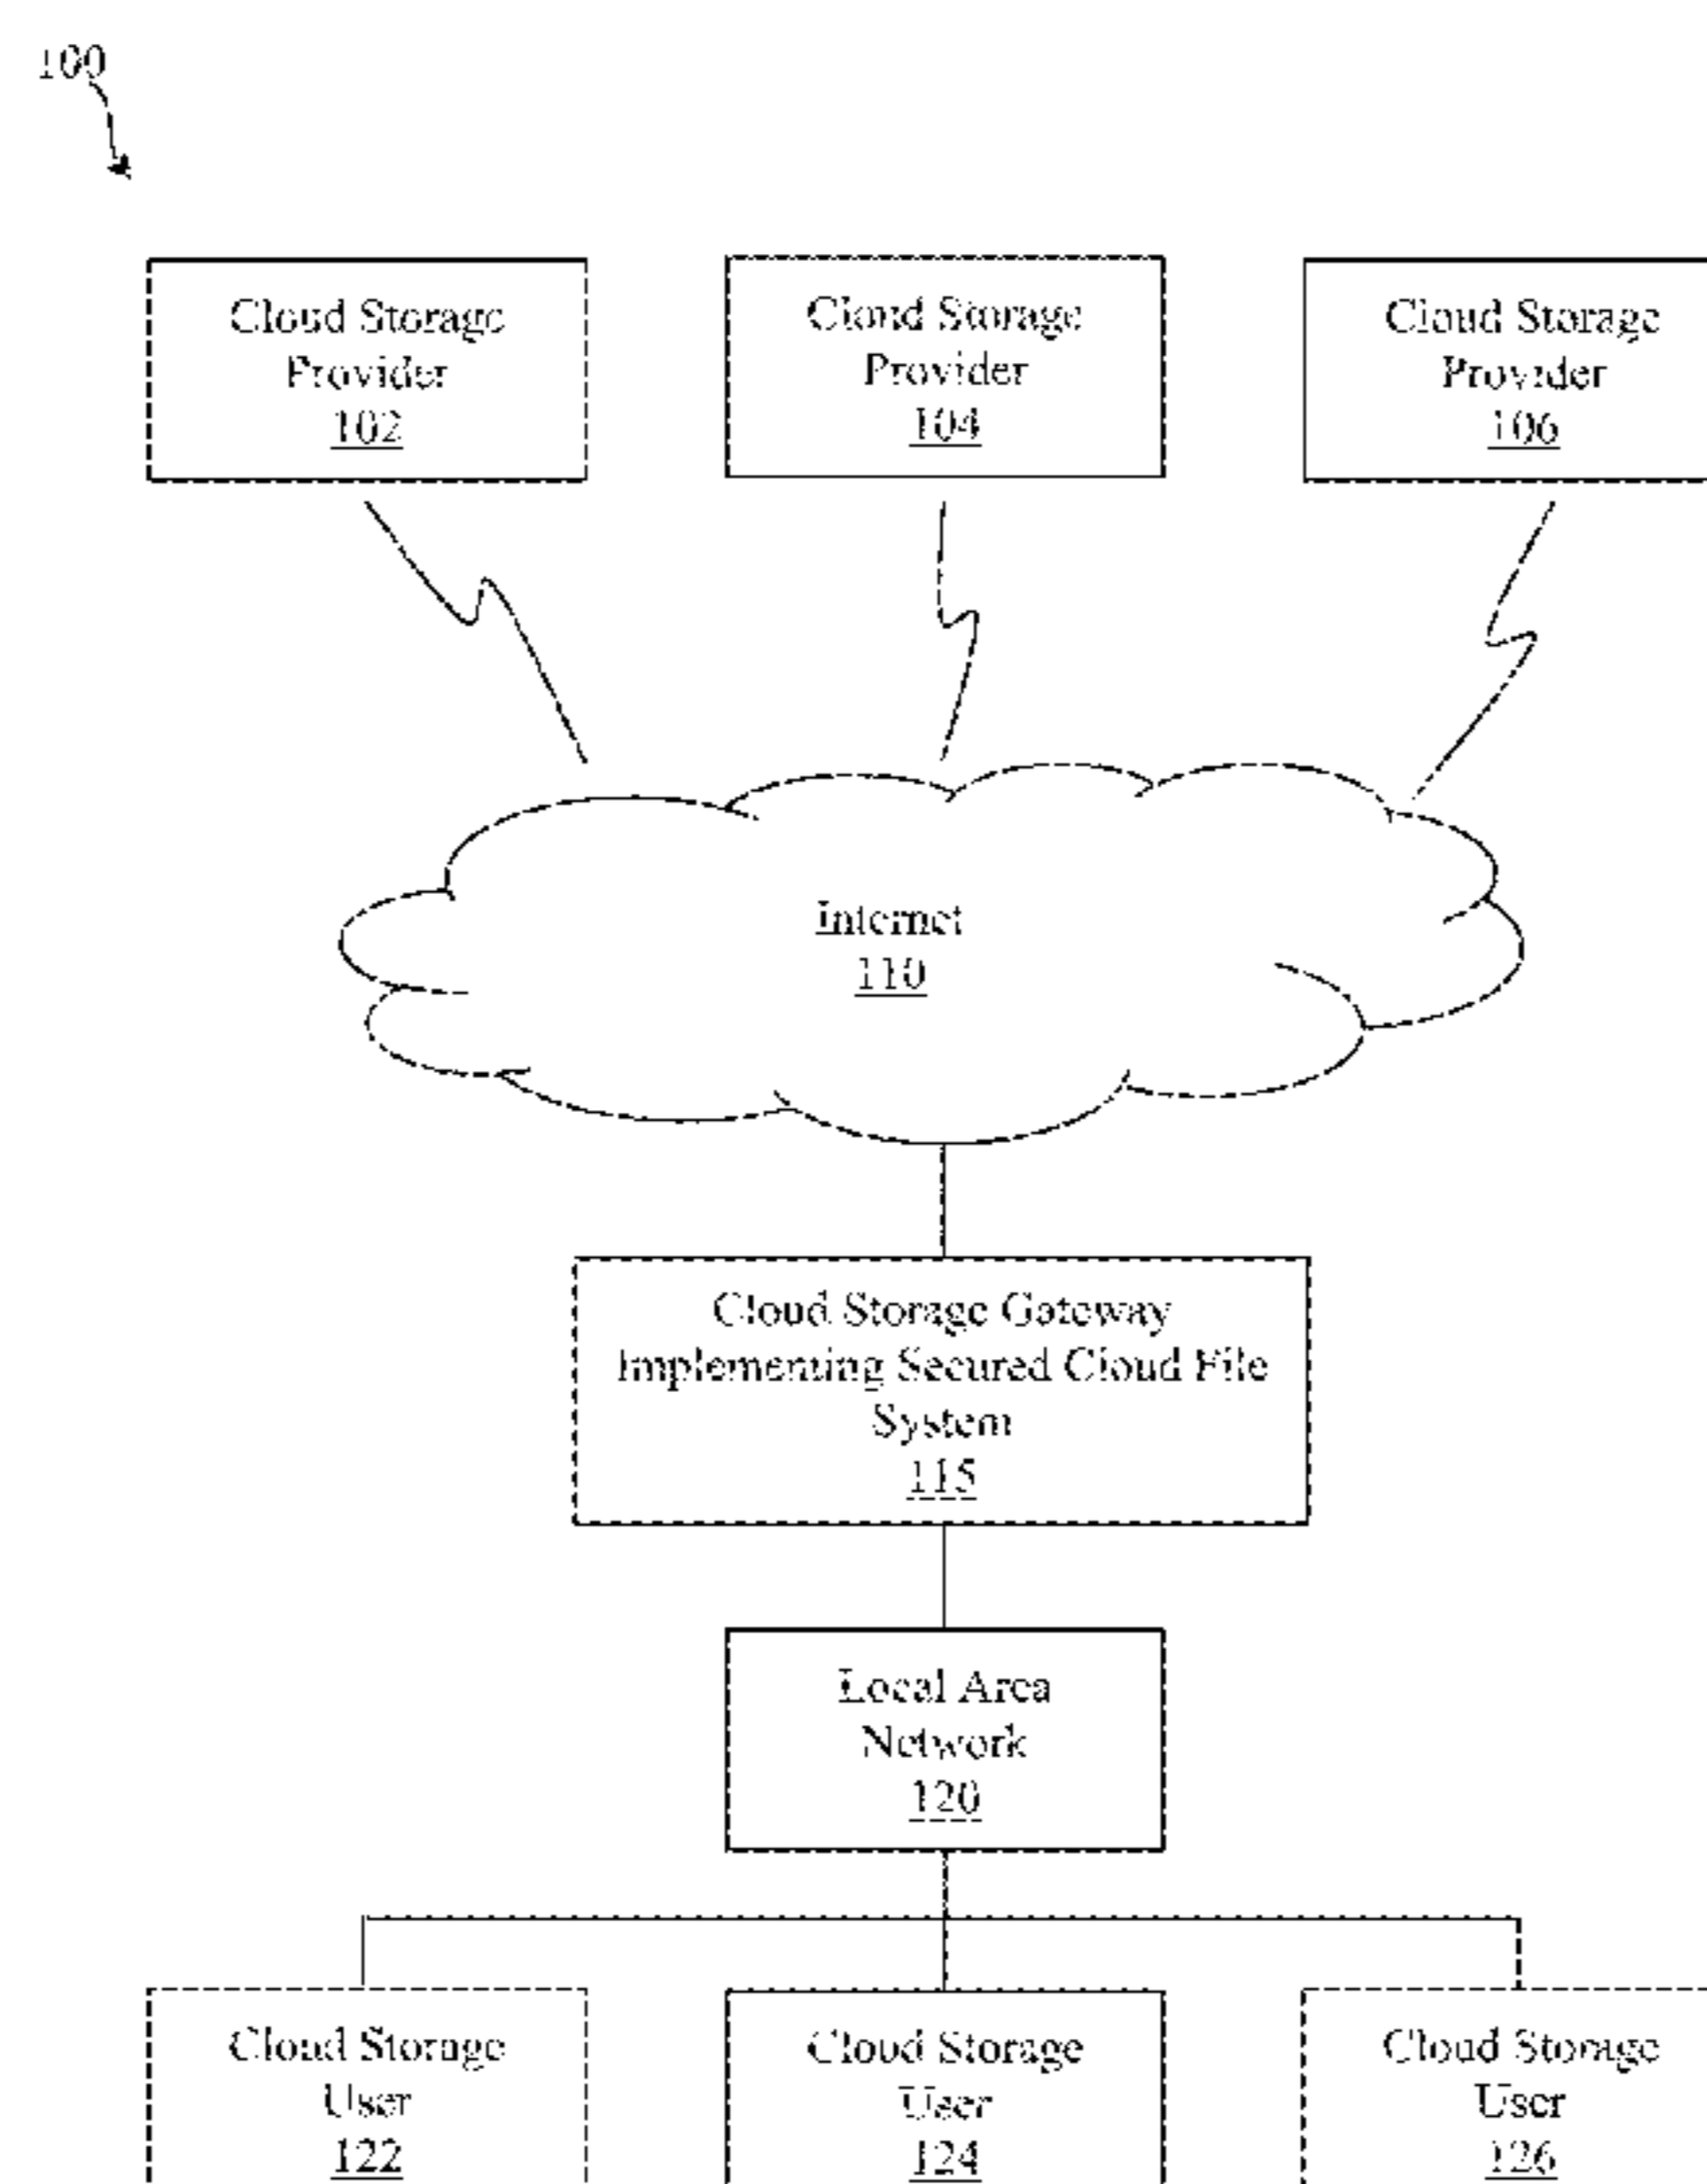 100
Cloud Storage
Provider
102
Cloud Storage
Provider
104
Cloud Storage
Provider
106
Internet
110
Cloud Storage Gateway
Implementing Secured Cloud File
System
115
Local Area
Network
120
Cloud Storage
User
122
Cloud Storage
User
124
Cloud Storage
User
126